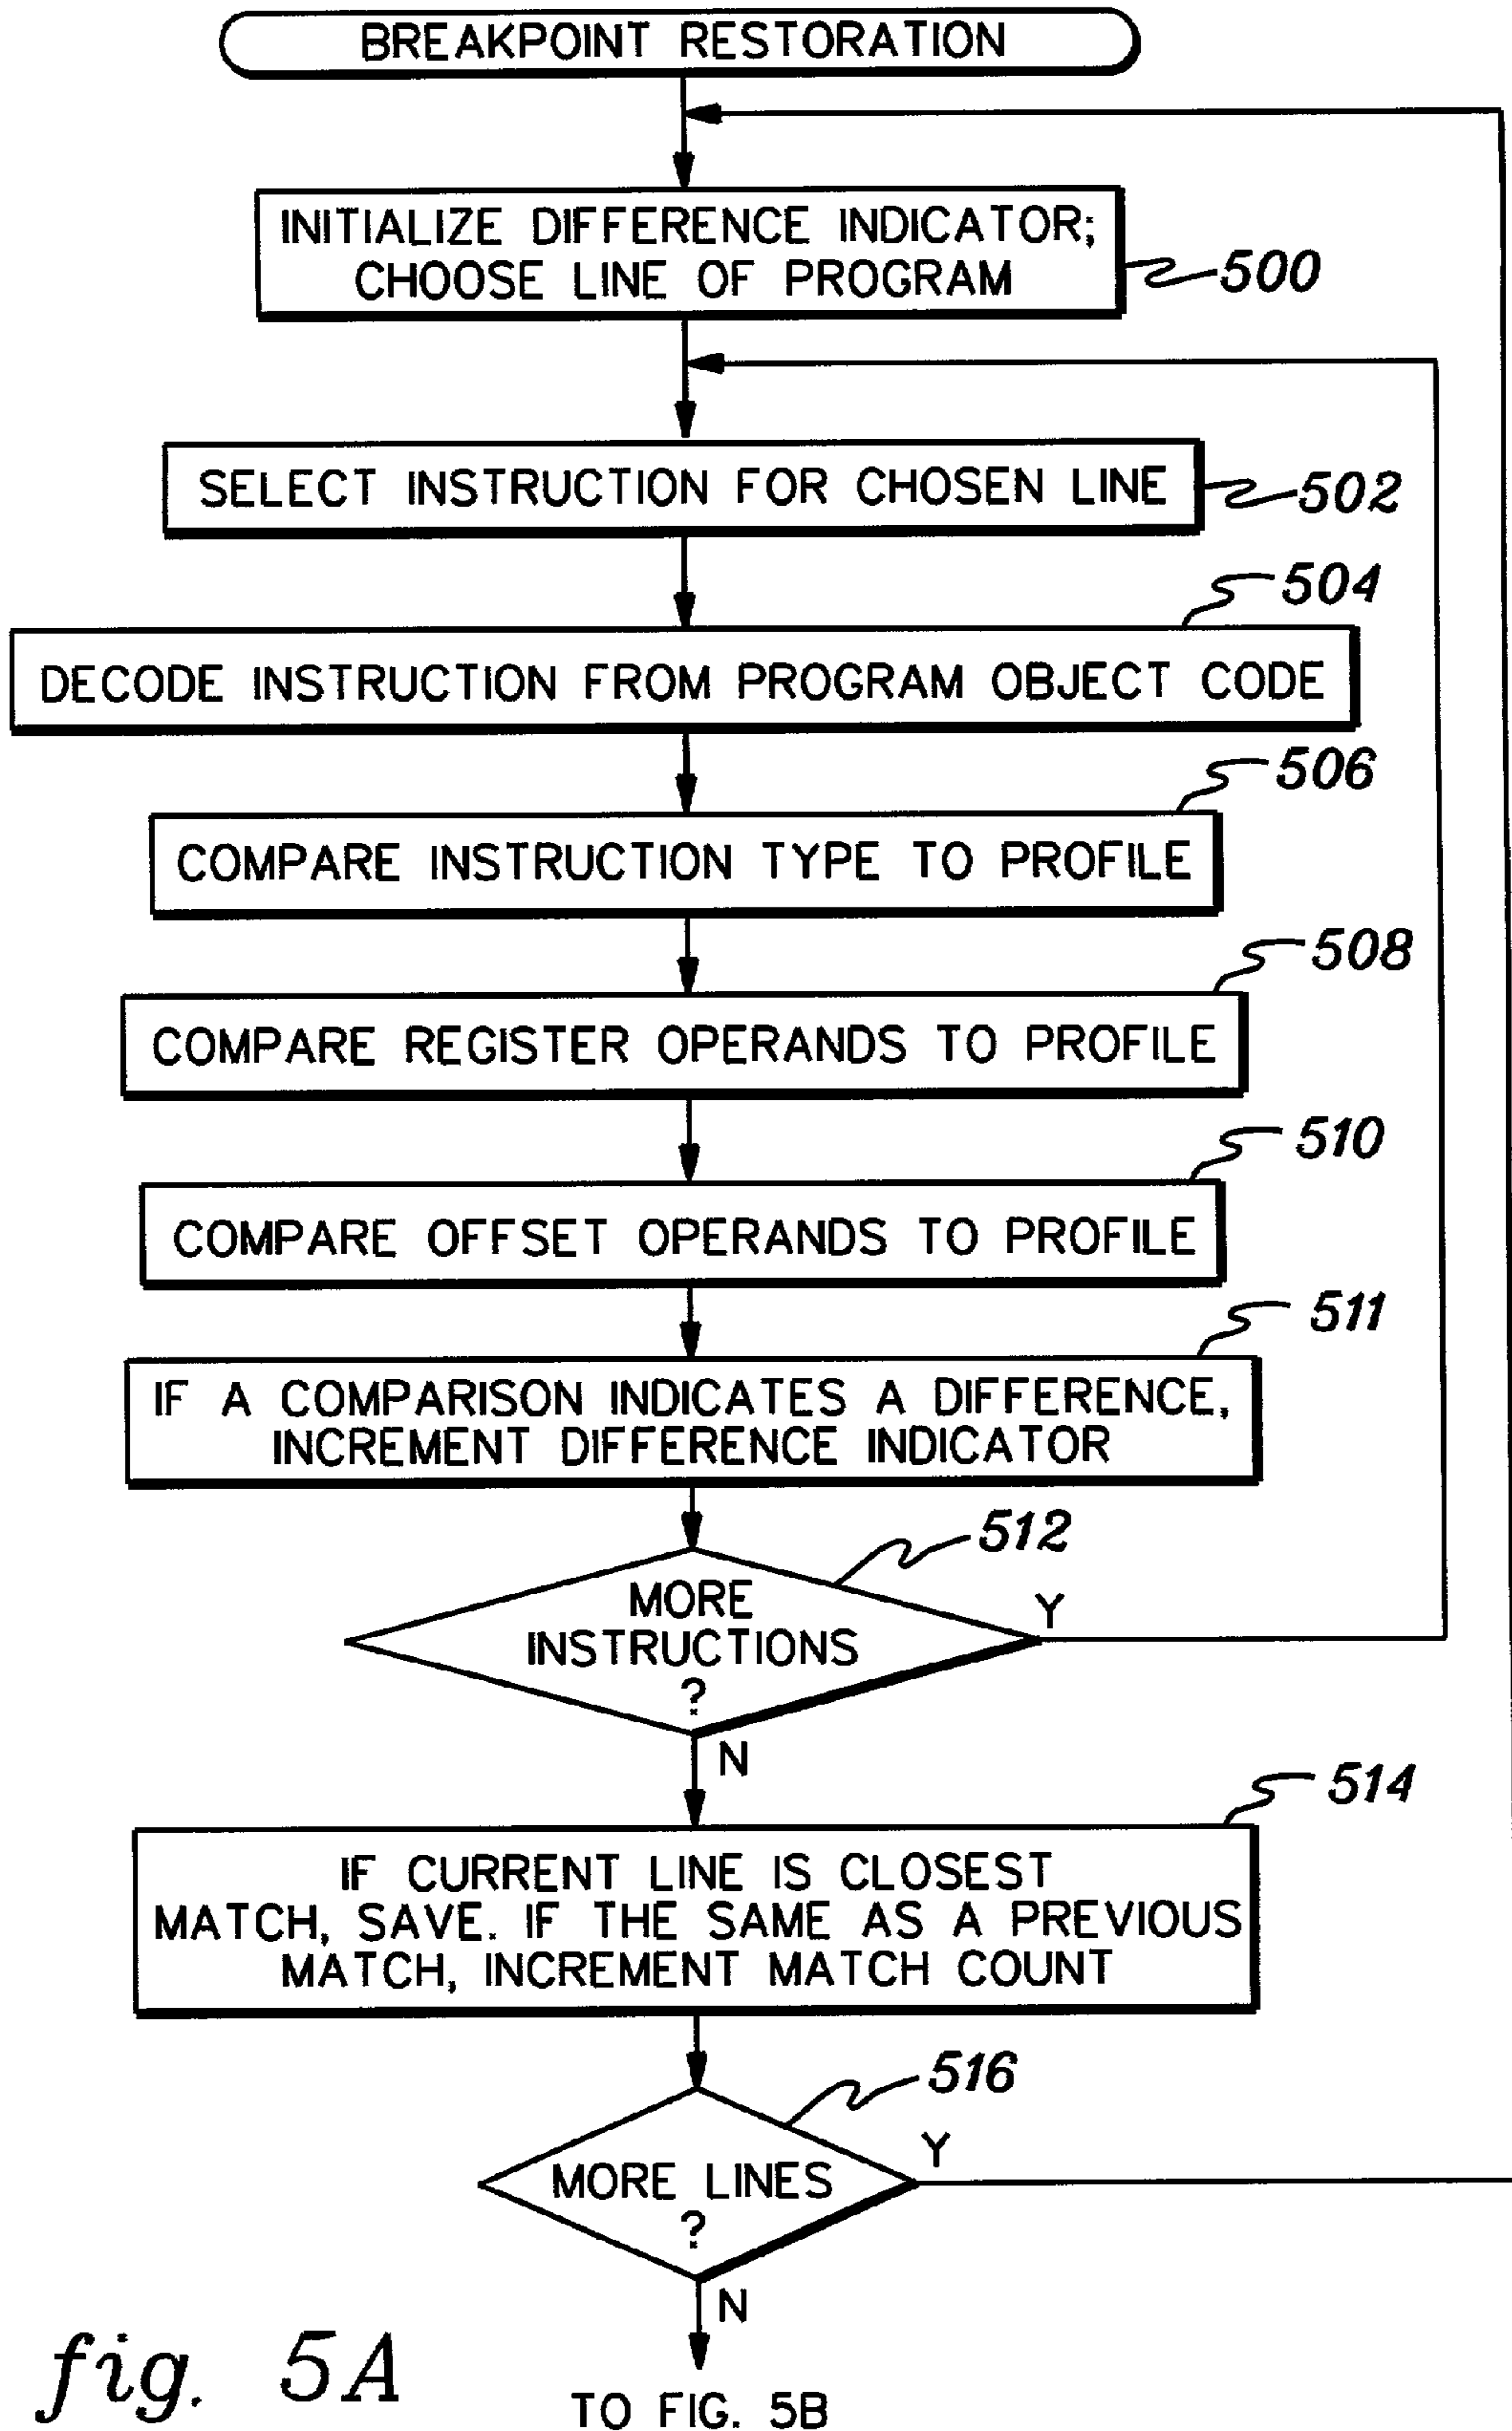 BREAKPOINT RESTORATION
INITIALIZE DIFFERENCE INDICATOR;
CHOOSE LINE OF PROGRAM
500
SELECT INSTRUCTION FOR CHOSEN LINE
502
504
DECODE INSTRUCTION FROM PROGRAM OBJECT CODE
506
COMPARE INSTRUCTION TYPE TO PROFILE
508
COMPARE REGISTER OPERANDS TO PROFILE
510
COMPARE OFFSET OPERANDS TO PROFILE
511
IF A COMPARISON INDICATES A DIFFERENCE,
INCREMENT DIFFERENCE INDICATOR
512
MORE
INSTRUCTIONS
?
Y
N
514
IF CURRENT LINE IS CLOSEST
MATCH, SAVE. IF THE SAME AS A PREVIOUS
MATCH, INCREMENT MATCH COUNT
516
MORE LINES
?
Y
N
fig. 5A
TO FIG. 5B